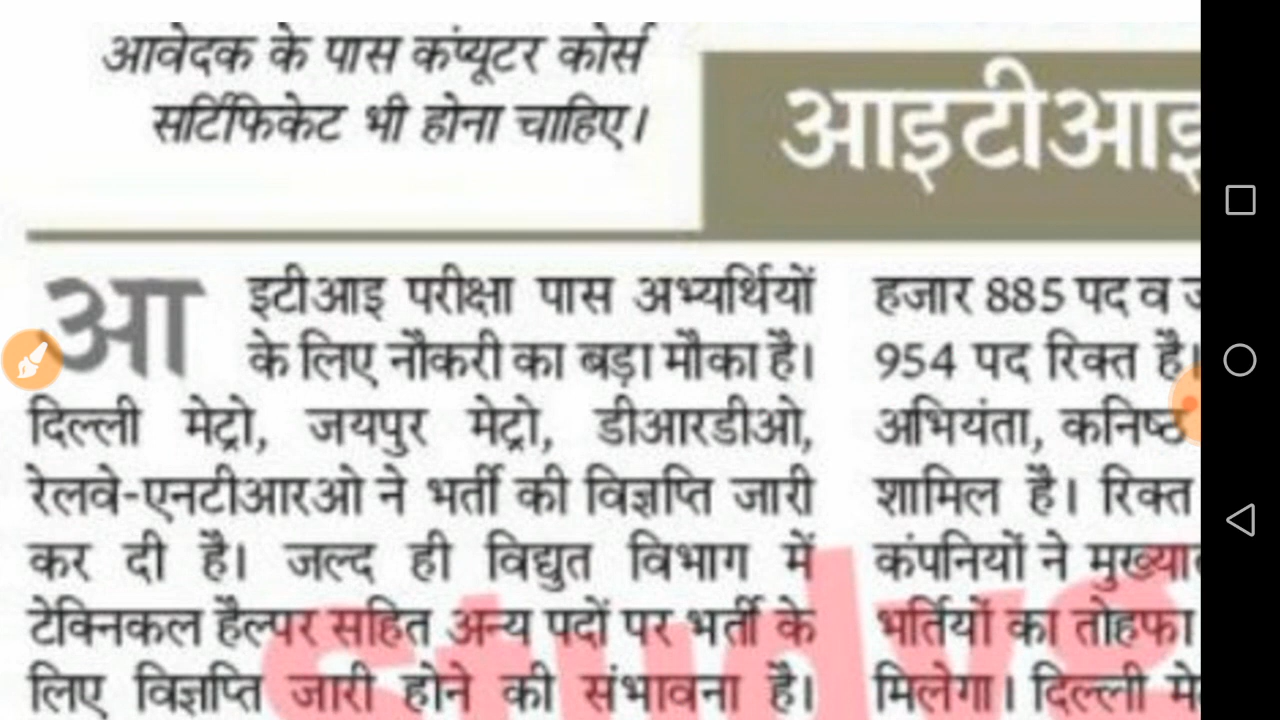 आवेदक के पास कंप्यूटर कोर्स
सर्टिफिकेट भी होना चाहिए।
आइटीआइ
आइटीआइ परीक्षा पास अभ्यर्थियों
के लिए नौकरी का बड़ा मौका है।
दिल्ली मेट्रो, जयपुर मेट्रो, डीआरडीओ,
रेलवे-एनटीआरओ ने भर्ती की विज्ञप्ति जारी
कर दी है। जल्द ही विद्युत विभाग में
टेक्निकल हैल्पर सहित अन्य पदों पर भर्ती के
लिए विज्ञप्ति जारी होने की संभावना है।
हजार 885 पद व
954 पद रिक्त है।
अभियंता, कनिष्ठ
शामिल है। रिक्त
कंपनियों ने
भर्तियों का तोहफा
मिलेगा। दिल्ली